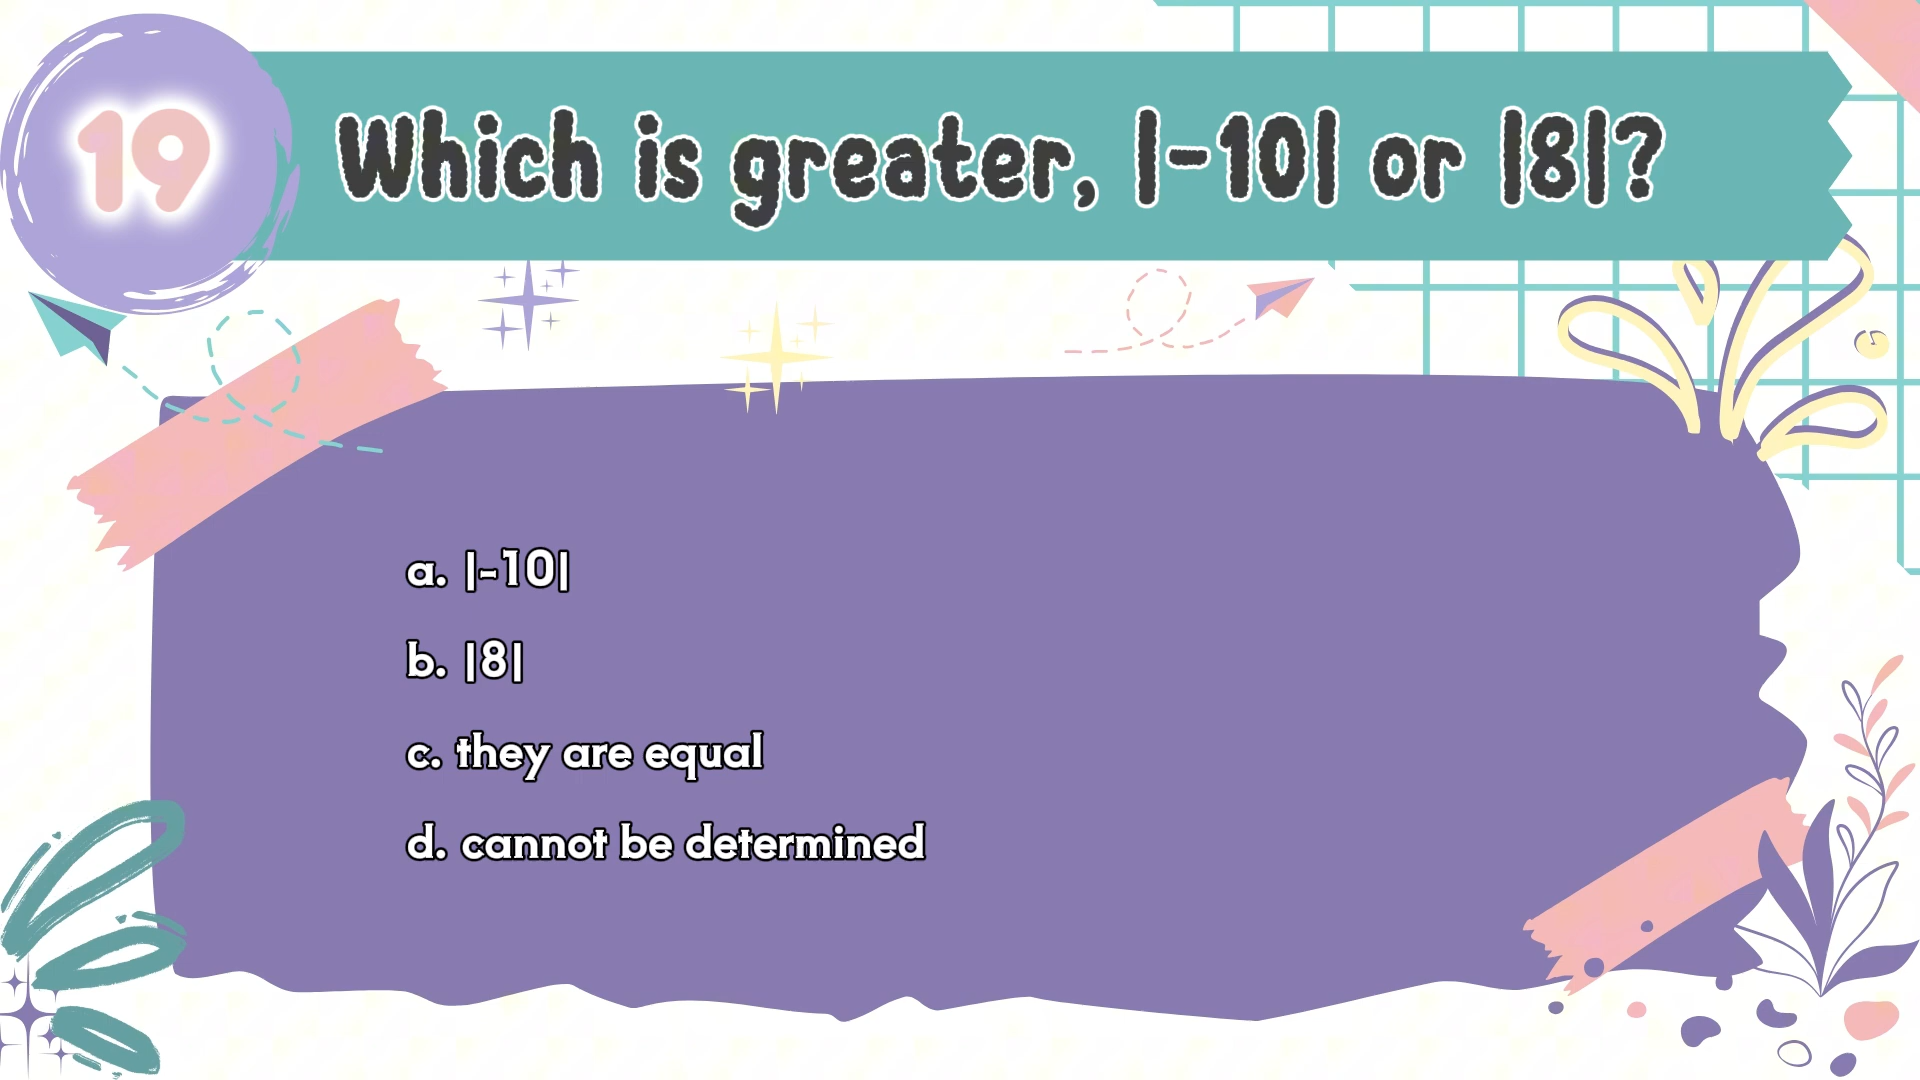 19
Which is greater, |-10| or |8|?
a. |-10|
b. |8|
c. they are equal
d. cannot be determined